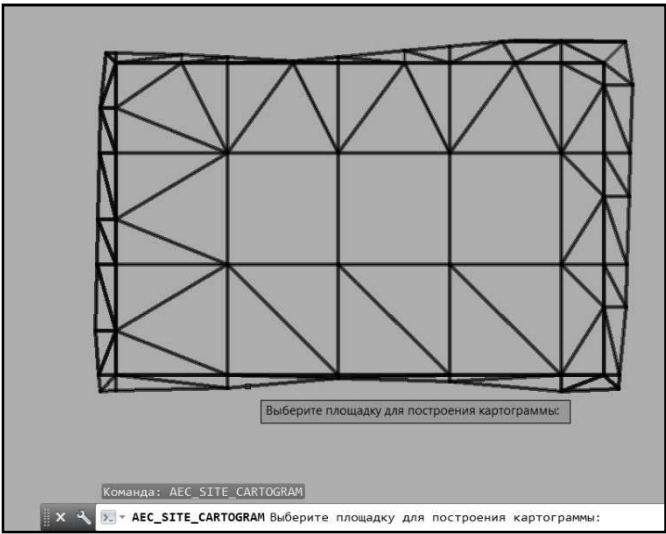 Выберите площадку для построения картограммы:
Команда: AEC_SITE_CARTOGRAM
AEC_SITE_CARTOGRAM Выберите площадку для построения картограммы: